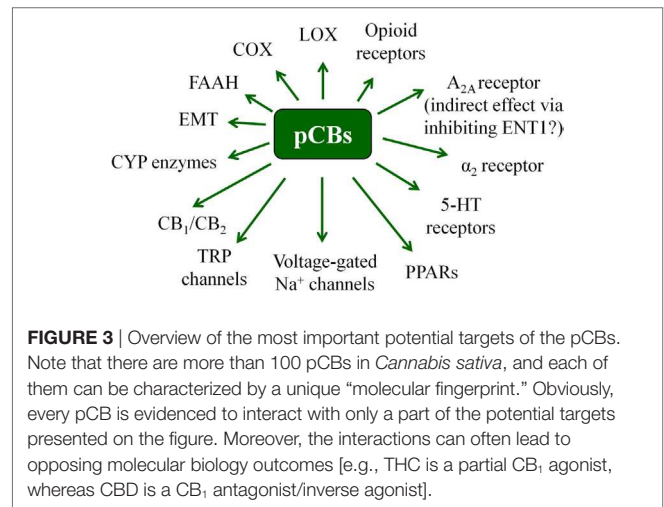 LOX
Opioid
receptors
COX
FAAH
A₂A receptor
(indirect effect via
inhibiting ENT1?)
EMT
pCBs
CYP enzymes
α₂ receptor
CB₁/CB₂
5-HT
receptors
TRP
channels
Voltage-gated
Na⁺ channels
PPARs
FIGURE 3 | Overview of the most important potential targets of the pCBs.
Note that there are more than 100 pCBs in Cannabis sativa, and each of
them can be characterized by a unique “molecular fingerprint.” Obviously,
every pCB is evidenced to interact with only a part of the potential targets
presented on the figure. Moreover, the interactions can often lead to
opposing molecular biology outcomes [e.g., THC is a partial CB₁ agonist,
whereas CBD is a CB₁ antagonist/inverse agonist].